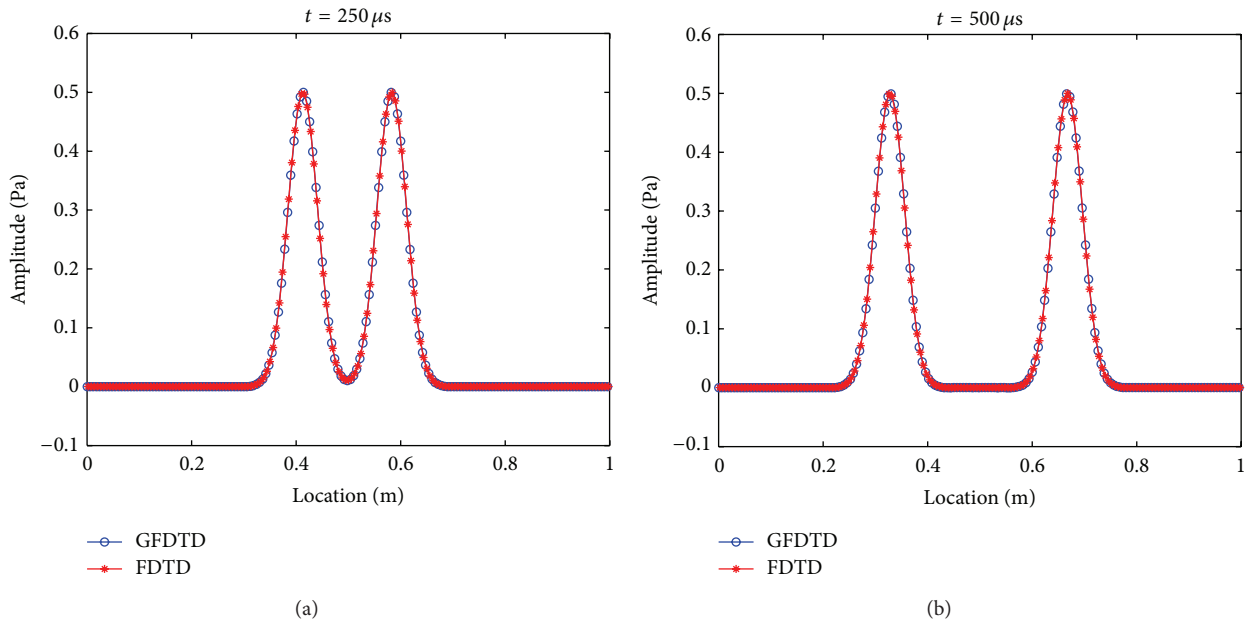 t = 250 μs
0.6
0.5
0.4
0.3
0.2
0.1
0
−0.1
Amplitude (Pa)
0 0.2 0.4 0.6 0.8 1
Location (m)
GFDTD
FDTD
(a)
t = 500 μs
0.6
0.5
0.4
0.3
0.2
0.1
0
−0.1
Amplitude (Pa)
0 0.2 0.4 0.6 0.8 1
Location (m)
GFDTD
FDTD
(b)